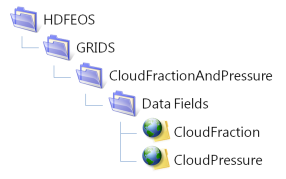 HDFEOS
GRIDS
CloudFractionAndPressure
Data Fields
CloudFraction
CloudPressure